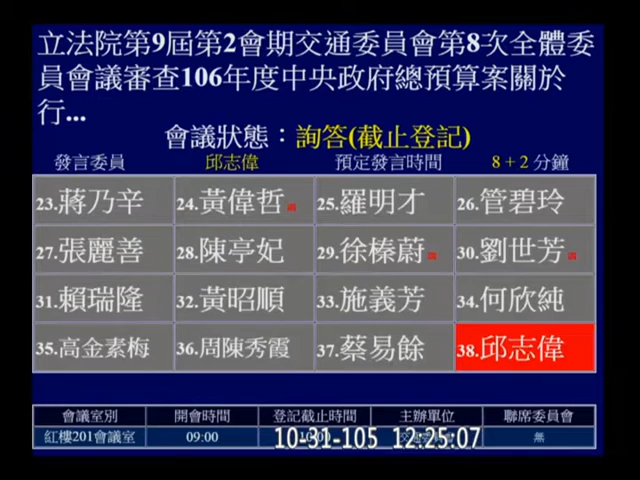 立法院第9屆第2會期交通委員會第8次全體委
員會議審查106年度中央政府總預算案關於
行...
會議狀態：詢答(截止登記)
發言委員 邱志偉 預定發言時間 8 + 2 分鐘
23.蔣乃辛 24.黃偉哲 25.羅明才 26.管碧玲
27.張麗善 28.陳亭妃 29.徐榛蔚 30.劉世芳
31.賴瑞隆 32.黃昭順 33.施義芳 34.何欣純
35.高金素梅 36.周陳秀霞 37.蔡易餘 38.邱志偉
會議室別 開會時間 登記截止時間 主辦單位 聯席委員會
紅樓201會議室 09:00 無
10-31-105 12:25:07